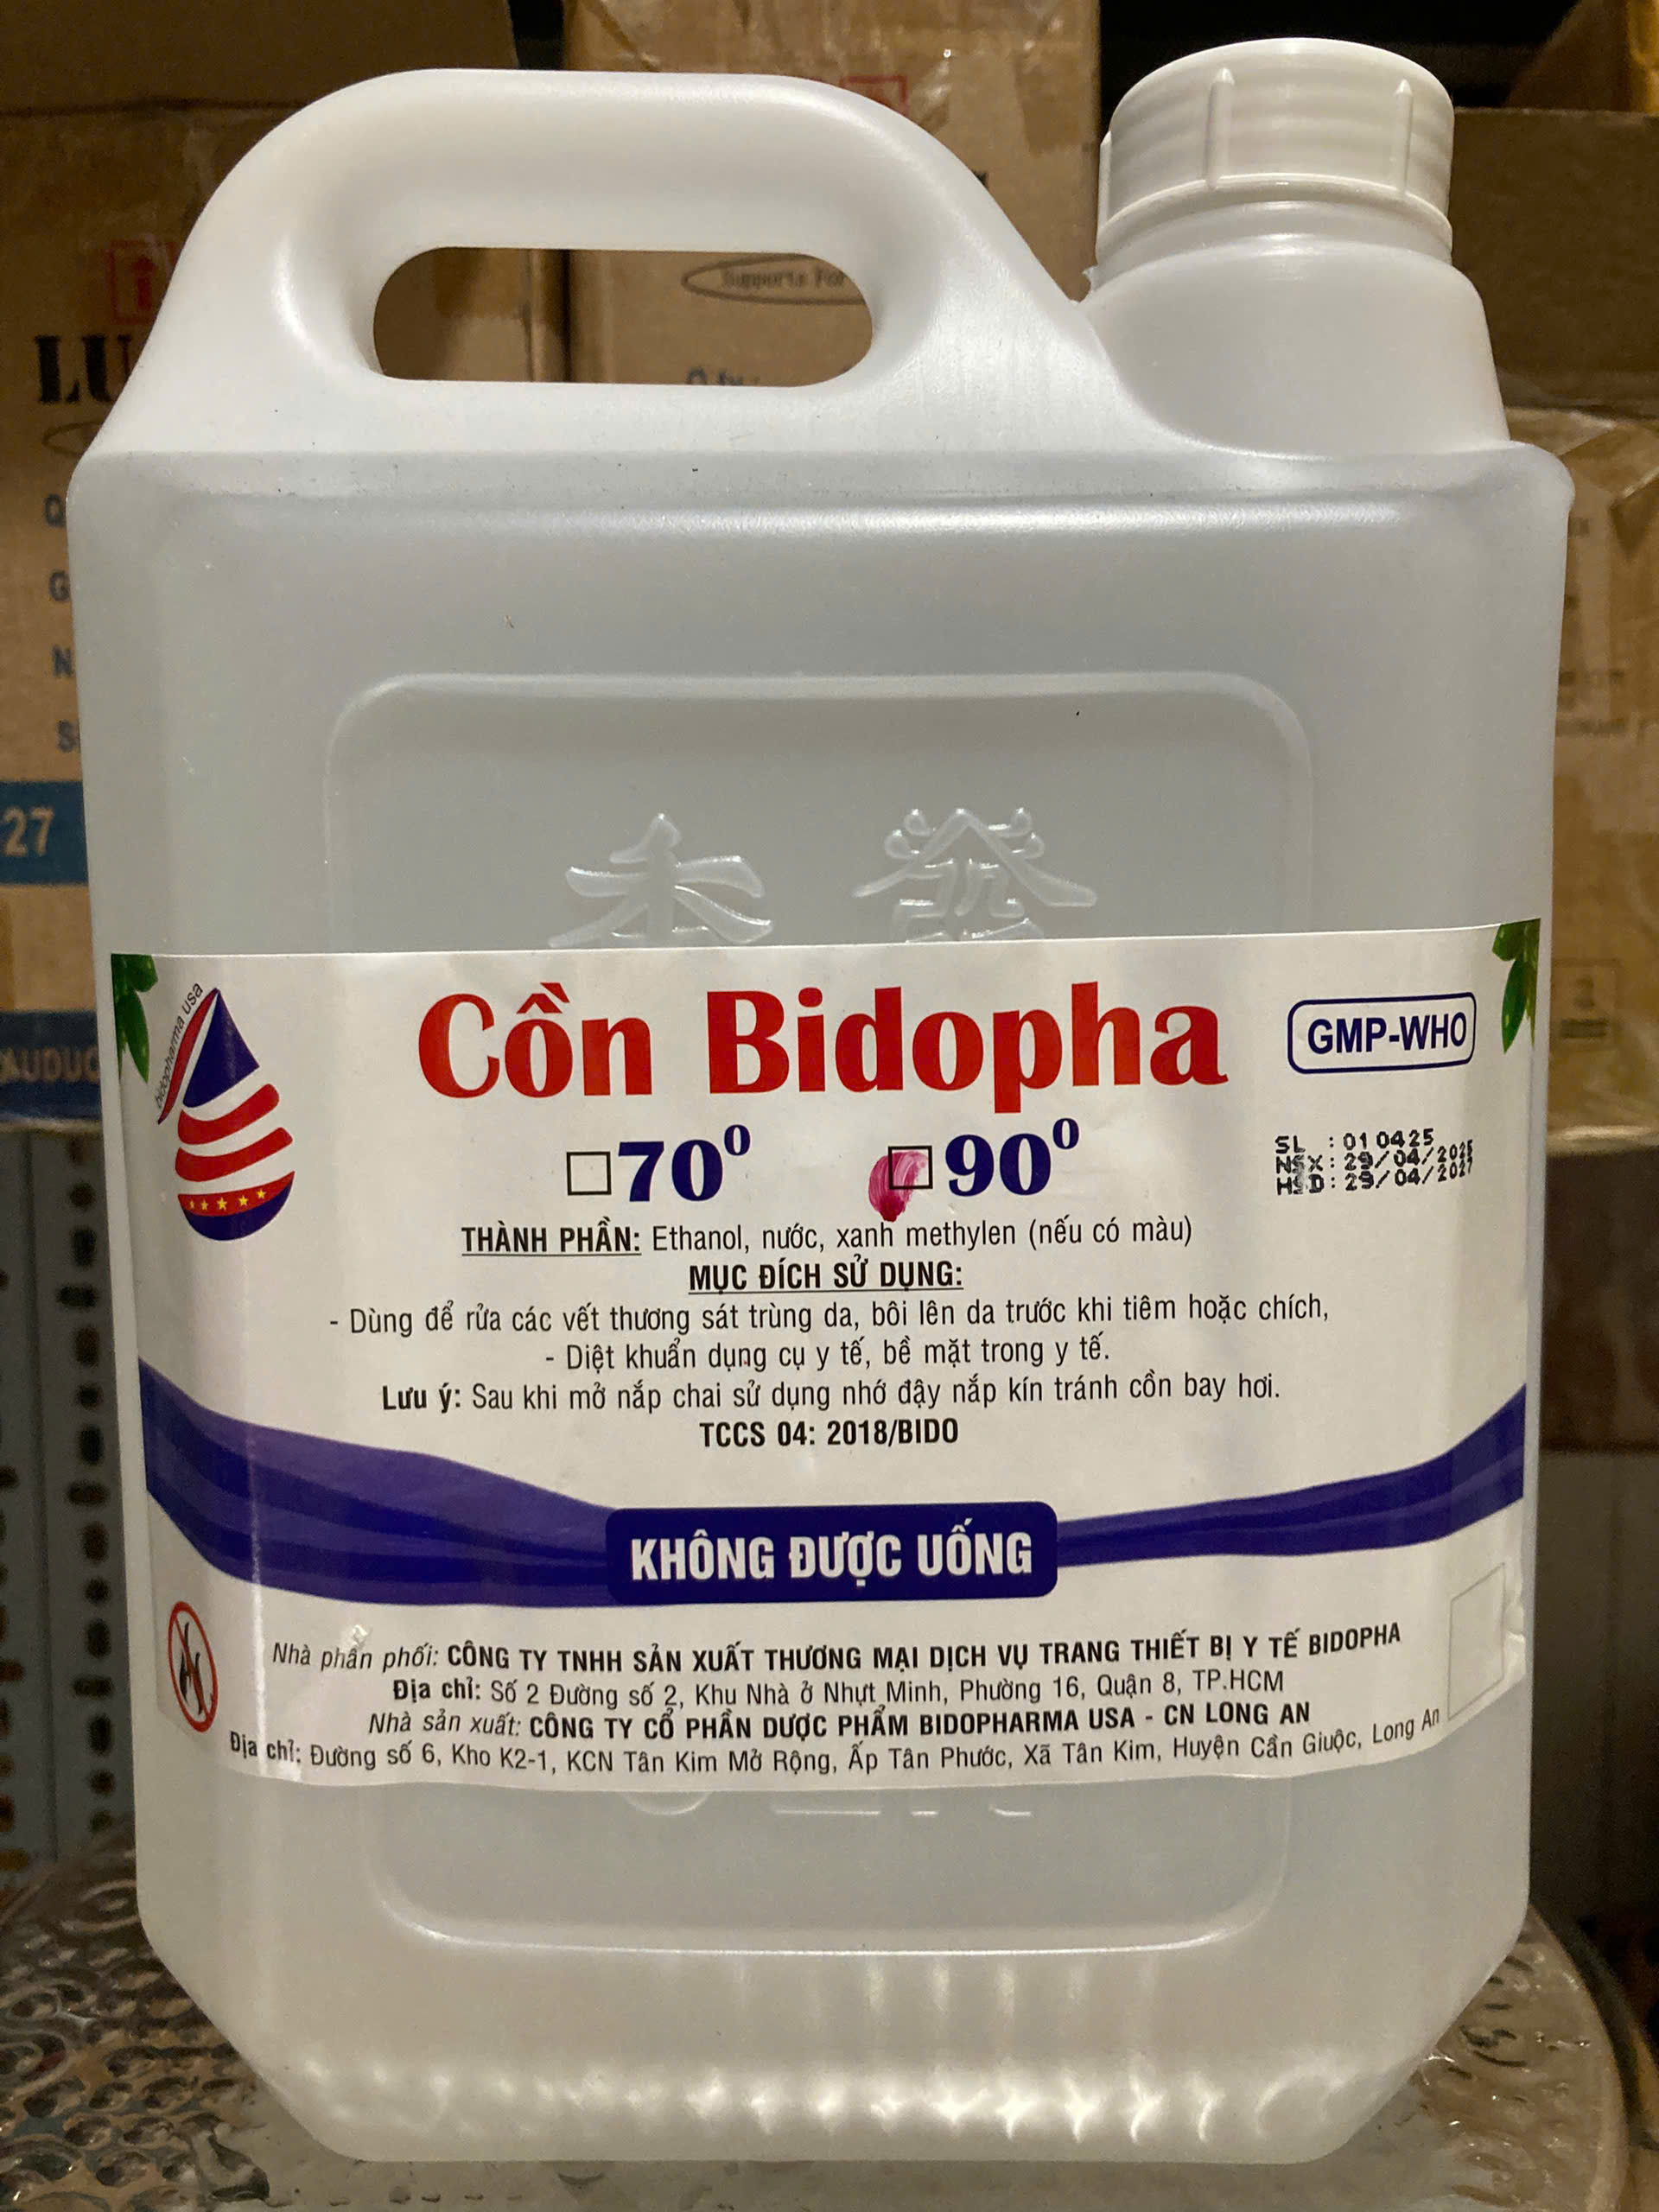 Supports For
LU
27
AUDUC
bidopharma usa
Cồn Bidopha
GMP-WHO
70⁰ 90⁰
SL : 010425
NSX : 29/04/2025
HSD : 29/04/2027
THÀNH PHẦN: Ethanol, nước, xanh methylen (nếu có màu)
MỤC ĐÍCH SỬ DỤNG:
- Dùng để rửa các vết thương sát trùng da, bôi lên da trước khi tiêm hoặc chích,
- Diệt khuẩn dụng cụ y tế, bề mặt trong y tế.
Lưu ý: Sau khi mở nắp chai sử dụng nhớ đậy nắp kín tránh cồn bay hơi.
TCCS 04: 2018/BIDO
KHÔNG ĐƯỢC UỐNG
Nhà phân phối: CÔNG TY TNHH SẢN XUẤT THƯƠNG MẠI DỊCH VỤ TRANG THIẾT BỊ Y TẾ BIDOPHA
Địa chỉ: Số 2 Đường số 2, Khu Nhà ở Nhựt Minh, Phường 16, Quận 8, TP.HCM
Nhà sản xuất: CÔNG TY CỔ PHẦN DƯỢC PHẨM BIDOPHARMA USA - CN LONG AN
Địa chỉ: Đường số 6, Kho K2-1, KCN Tân Kim Mở Rộng, Ấp Tân Phước, Xã Tân Kim, Huyện Cần Giuộc, Long An